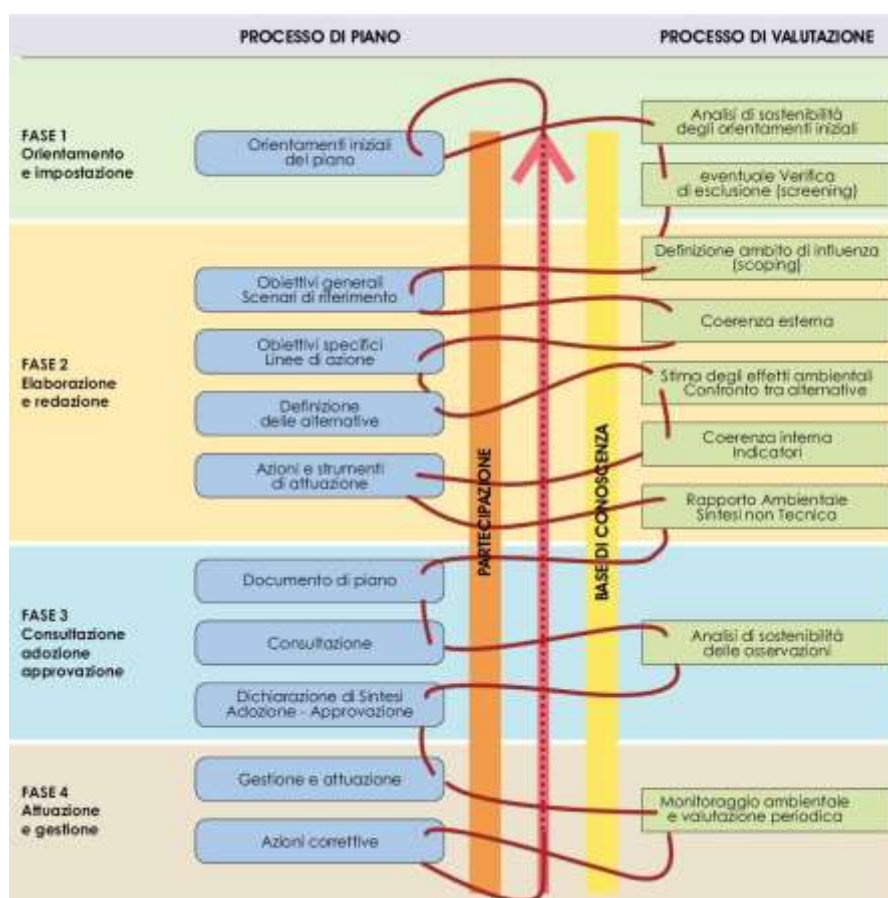 PROCESSO DI PIANO
PROCESSO DI VALUTAZIONE
FASE 1
Orientamento
e impostazione
Orientamenti iniziali
del piano
Analisi di sostenibilità
degli orientamenti iniziali
eventuale Verifica
di esclusione (screening)
FASE 2
Elaborazione
e redazione
Obiettivi generali
Scenari di riferimento
Obiettivi specifici
Linee di azione
Definizione
delle alternative
Azioni e strumenti
di attuazione
Definizione ambito di influenza
(scoping)
Coerenza esterna
Stima degli effetti ambientali
Confronto tra alternative
Coerenza interna
Indicatori
Rapporto Ambientale
Sintesi non Tecnica
PARTECIPAZIONE
BASE DI CONOSCENZA
FASE 3
Consultazione
adozione
approvazione
Documento di piano
Consultazione
Dichiarazione di Sintesi
Adozione - Approvazione
Analisi di sostenibilità
delle osservazioni
FASE 4
Attuazione
e gestione
Gestione e attuazione
Azioni correttive
Monitoraggio ambientale
e valutazione periodica